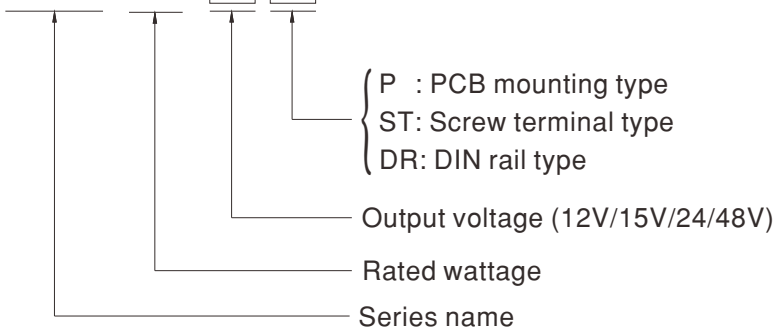 P : PCB mounting type
ST: Screw terminal type
DR: DIN rail type
Output voltage (12V/15V/24/48V)
Rated wattage
Series name